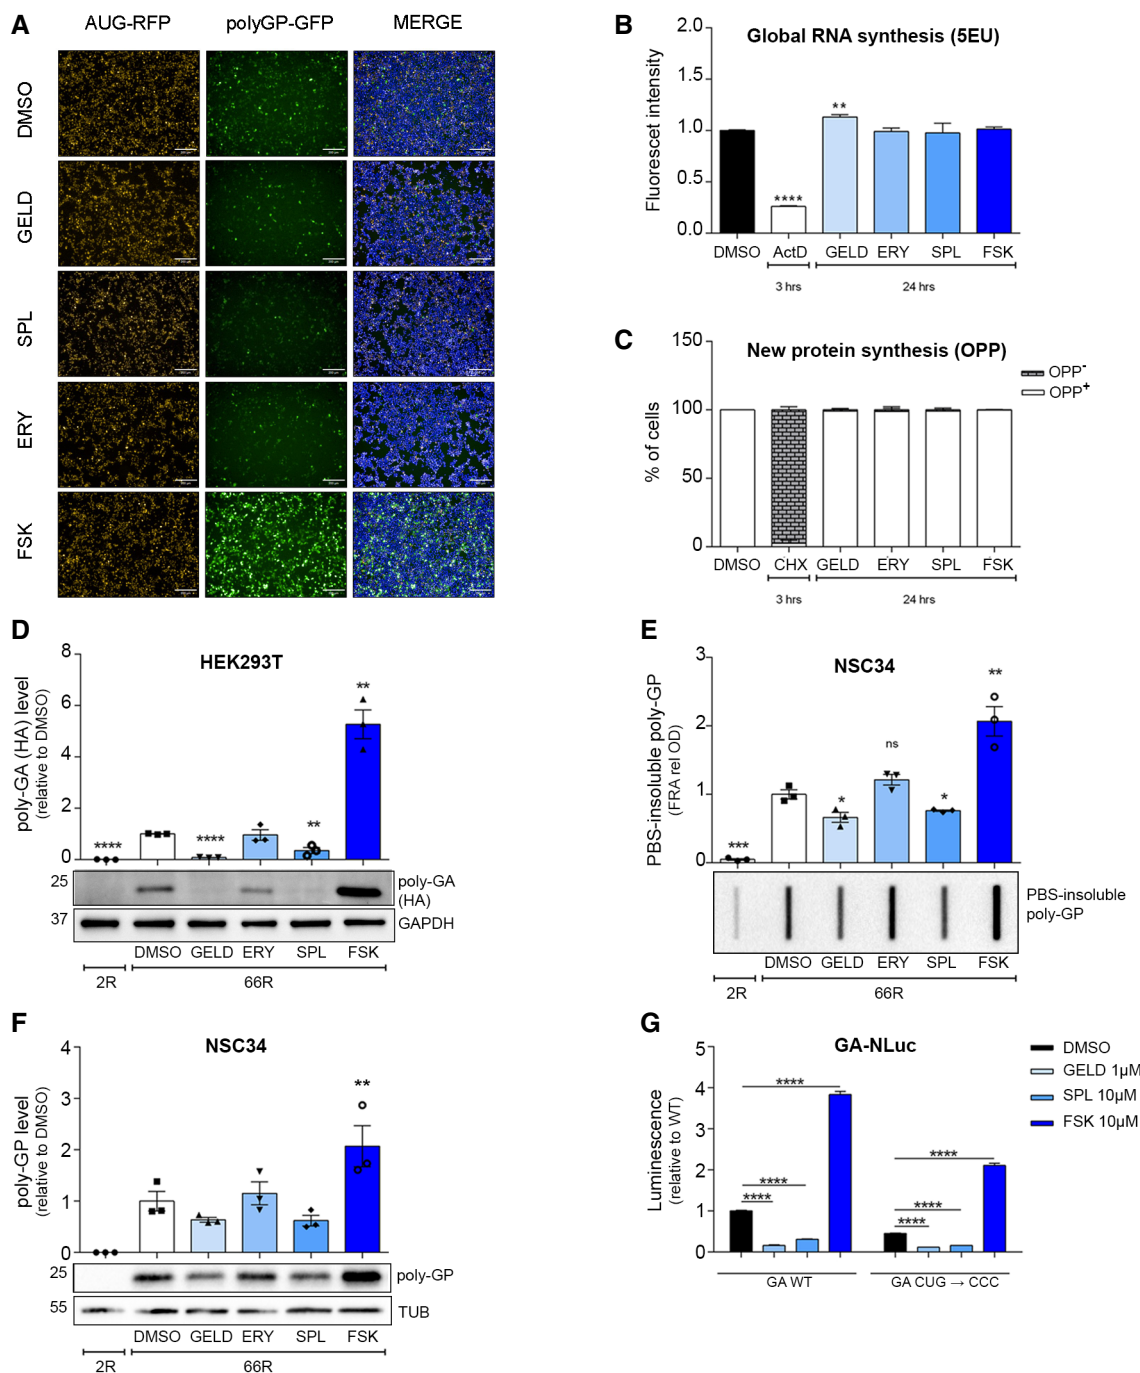 A
AUG-RFP
polyGP-GFP
MERGE
DMSO
GELD
SPL
ERY
FSK
B
Global RNA synthesis (5EU)
Fluorescet intensity
2.0
1.5
1.0
0.5
0.0
**
****
DMSO
ActD
GELD
ERY
SPL
FSK
3 hrs
24 hrs
C
New protein synthesis (OPP)
% of cells
150
100
50
0
OPP-
OPP+
DMSO
CHX
GELD
ERY
SPL
FSK
3 hrs
24 hrs
D
HEK293T
poly-GA (HA) level
(relative to DMSO)
8
6
4
2
0
****
****
**
**
25
poly-GA
(HA)
37
GAPDH
DMSO
GELD
ERY
SPL
FSK
2R
66R
E
NSC34
PBS-insoluble poly-GP
(FRA rel OD)
3
2
1
0
***
*
ns
*
**
PBS-insoluble
poly-GP
DMSO
GELD
ERY
SPL
FSK
2R
66R
F
NSC34
poly-GP level
(relative to DMSO)
4
3
2
1
0
**
25
poly-GP
55
TUB
DMSO
GELD
ERY
SPL
FSK
2R
66R
G
GA-NLuc
Luminescence
(relative to WT)
5
4
3
2
1
0
****
****
****
****
****
****
GA WT
GA CUG → CCC
DMSO
GELD 1µM
SPL 10µM
FSK 10µM